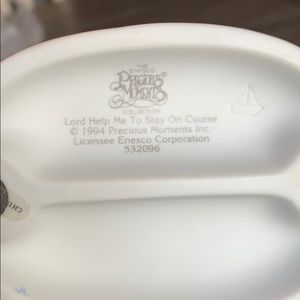 THE
ENESCO
PRECIOUS
MOMENTS®
COLLECTION
Lord Help Me To Stay On Course
© 1994 Precious Moments Inc.
Licensee Enesco Corporation
532096